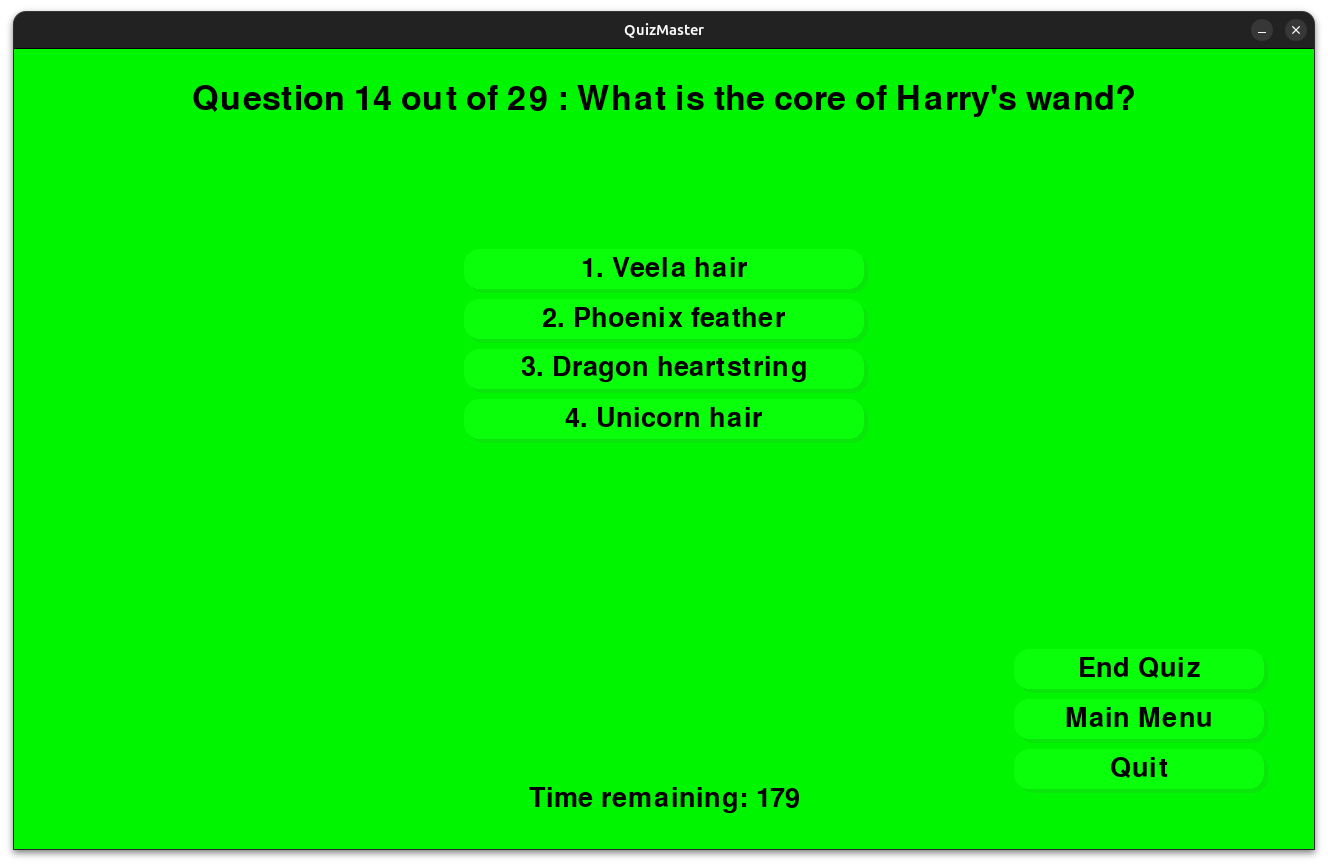 QuizMaster
Question 14 out of 29 : What is the core of Harry's wand?
1. Veela hair
2. Phoenix feather
3. Dragon heartstring
4. Unicorn hair
End Quiz
Main Menu
Quit
Time remaining: 179